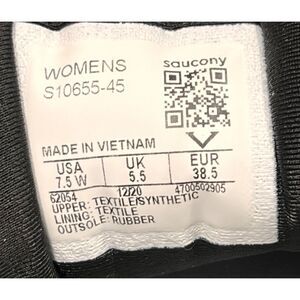 WOMENS saucony
S10655-45
MADE IN VIETNAM
USA UK EUR
7.5 W 5.5 38.5
62054 12/20 4700502905
UPPER: TEXTILE/SYNTHETIC
LINING: TEXTILE
OUTSOLE: RUBBER